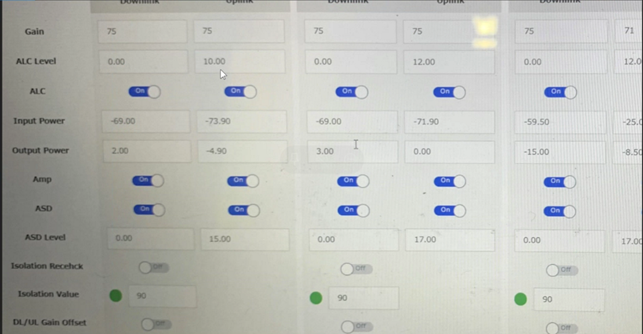 Downlink Uplink Downlink Uplink Downlink Uplink
Gain 75 75 75 75 75 71
ALC Level 0.00 10.00 0.00 12.00 0.00 12.0
ALC On On On On On
Input Power -69.00 -73.90 -69.00 -71.90 -59.50 -25.0
Output Power 2.00 -4.90 3.00 0.00 -15.00 -8.50
Amp On On On On On
ASD On On On On On
ASD Level 0.00 15.00 0.00 17.00 0.00 17.00
Isolation Recehck Off Off Off
Isolation Value 90 90 90
DL/UL Gain Offset Off Off Off